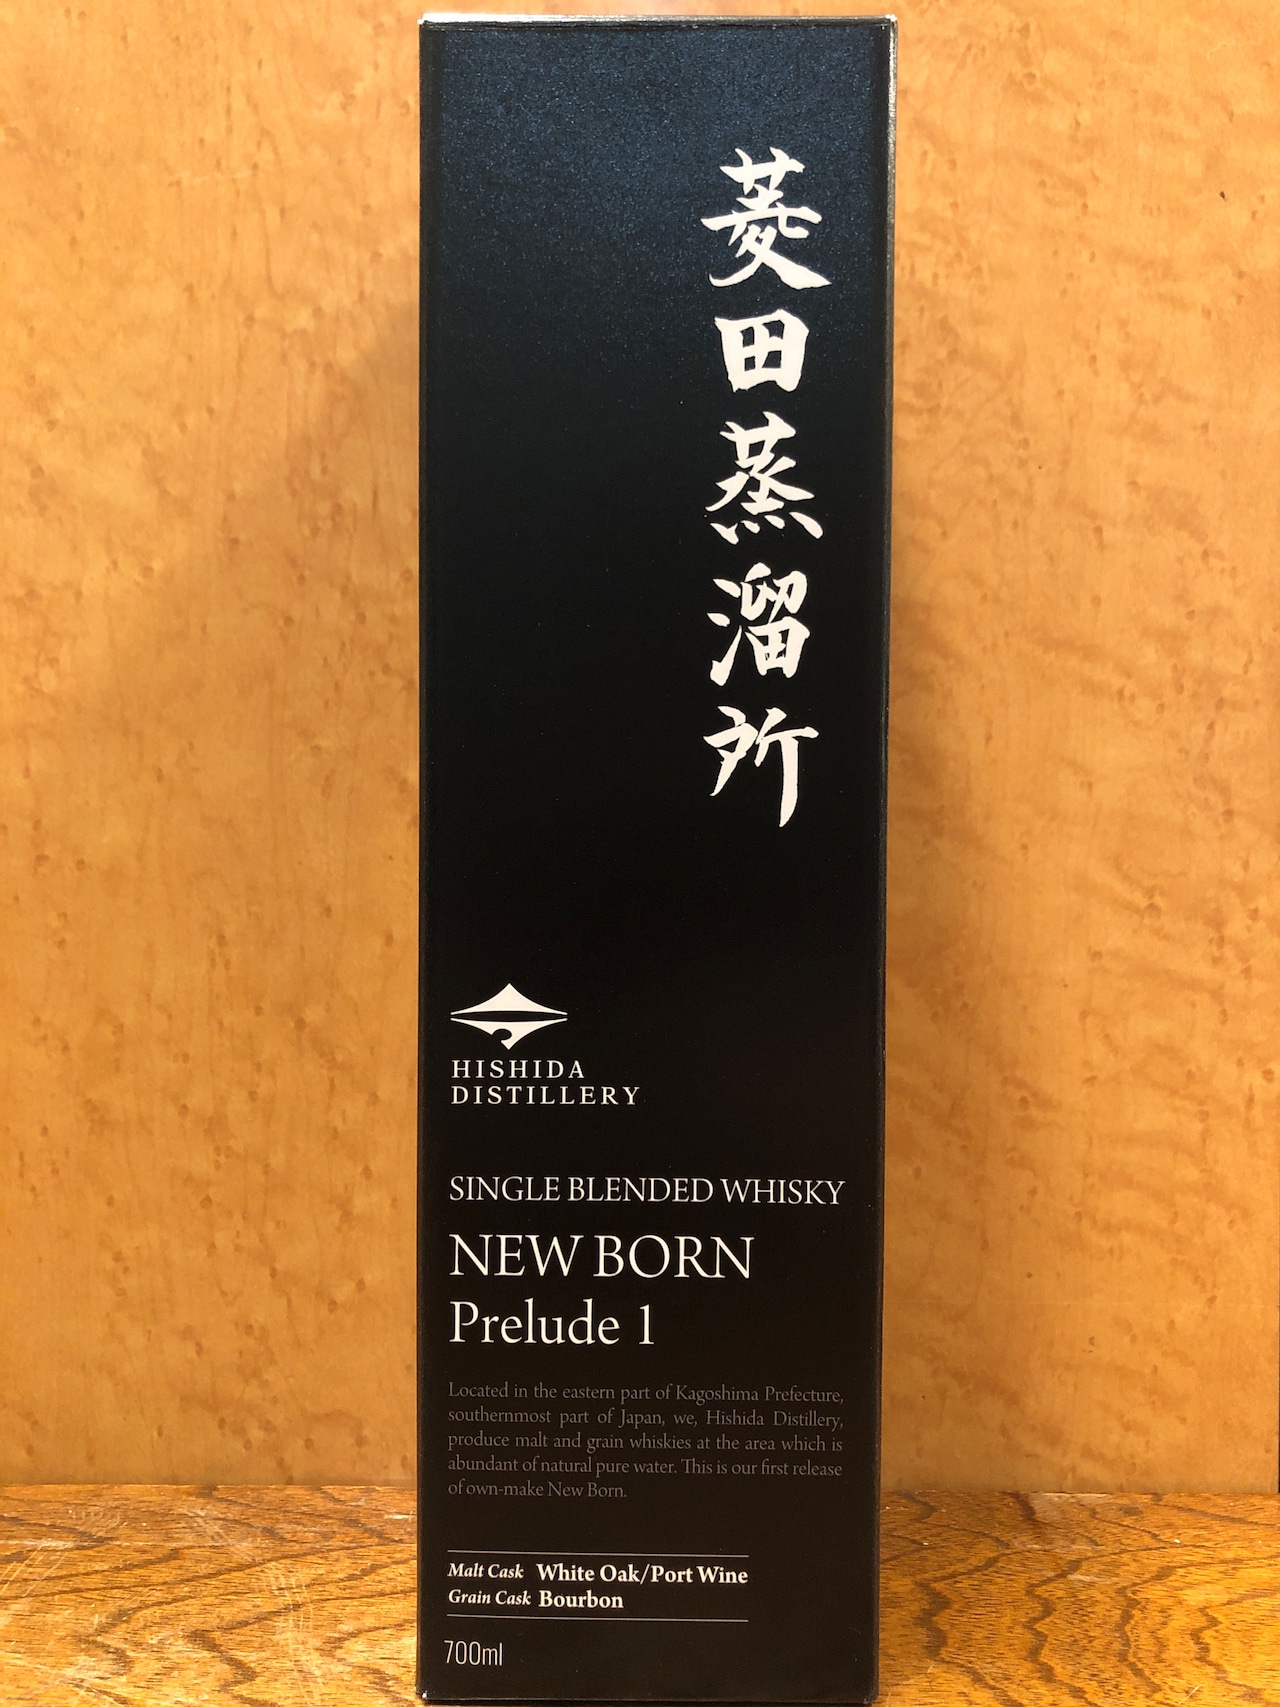 菱田蒸溜所
HISHIDA
DISTILLERY
SINGLE BLENDED WHISKY
NEW BORN
Prelude 1
Located in the eastern part of Kagoshima Prefecture,
southernmost part of Japan, we, Hishida Distillery,
produce malt and grain whiskies at the area which is
abundant of natural pure water. This is our first release
of own-make New Born.
Malt Cask White Oak/Port Wine
Grain Cask Bourbon
700ml